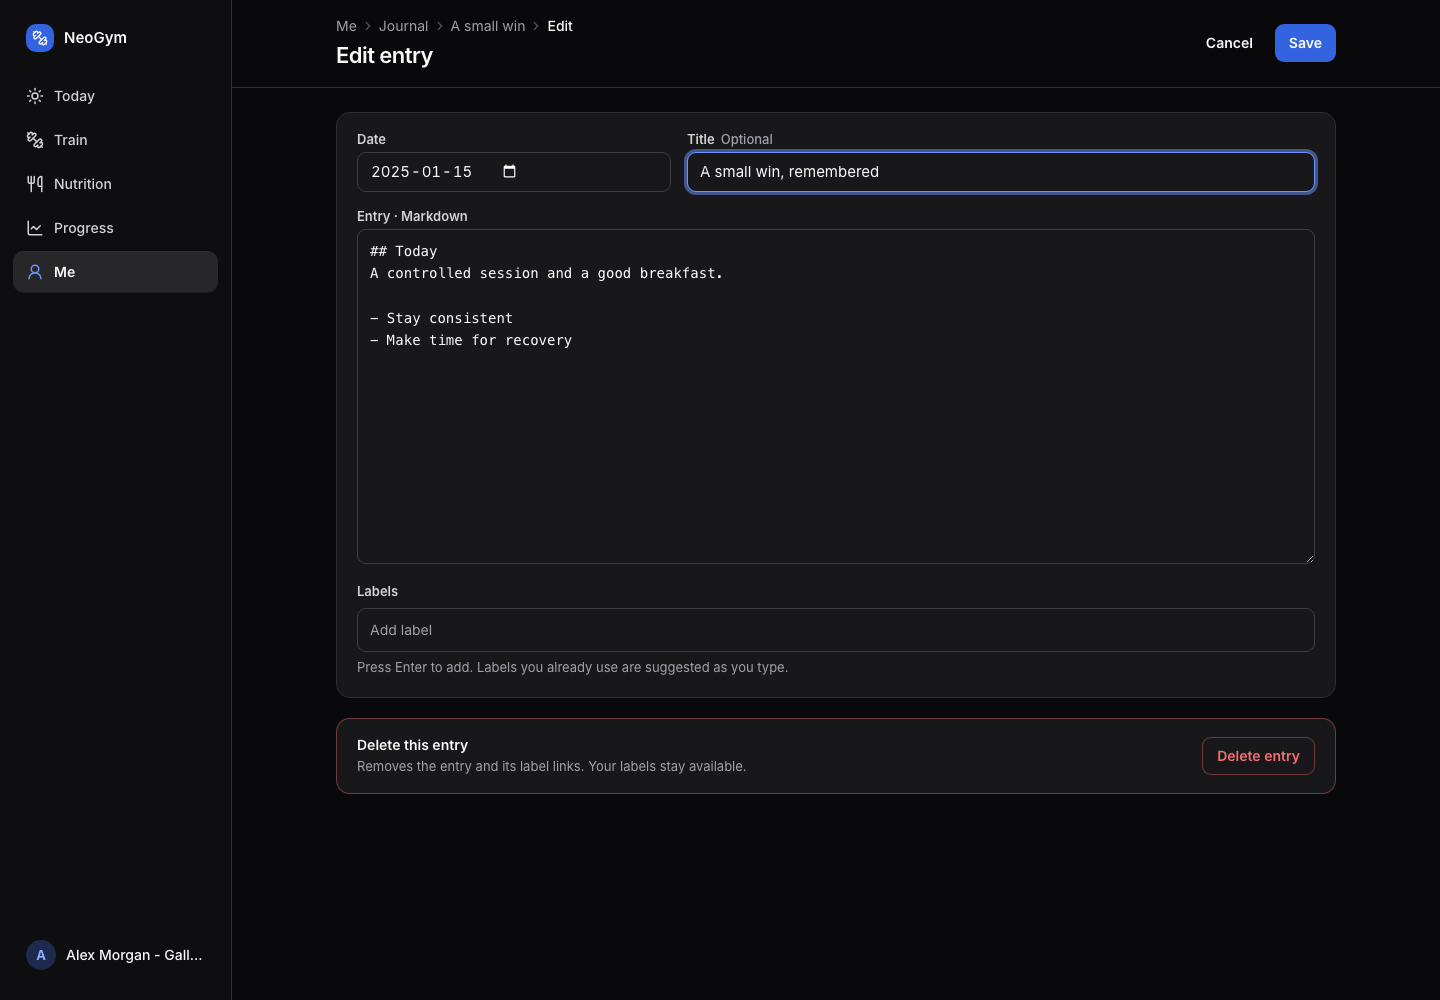 NeoGym
Today
Train
Nutrition
Progress
Me
Alex Morgan - Gall...
A
Me > Journal > A small win > Edit
Edit entry
Cancel
Save
Date
2025-01-15
Title Optional
A small win, remembered
Entry · Markdown
## Today
A controlled session and a good breakfast.
- Stay consistent
- Make time for recovery
Labels
Add label
Press Enter to add. Labels you already use are suggested as you type.
Delete this entry
Removes the entry and its label links. Your labels stay available.
Delete entry